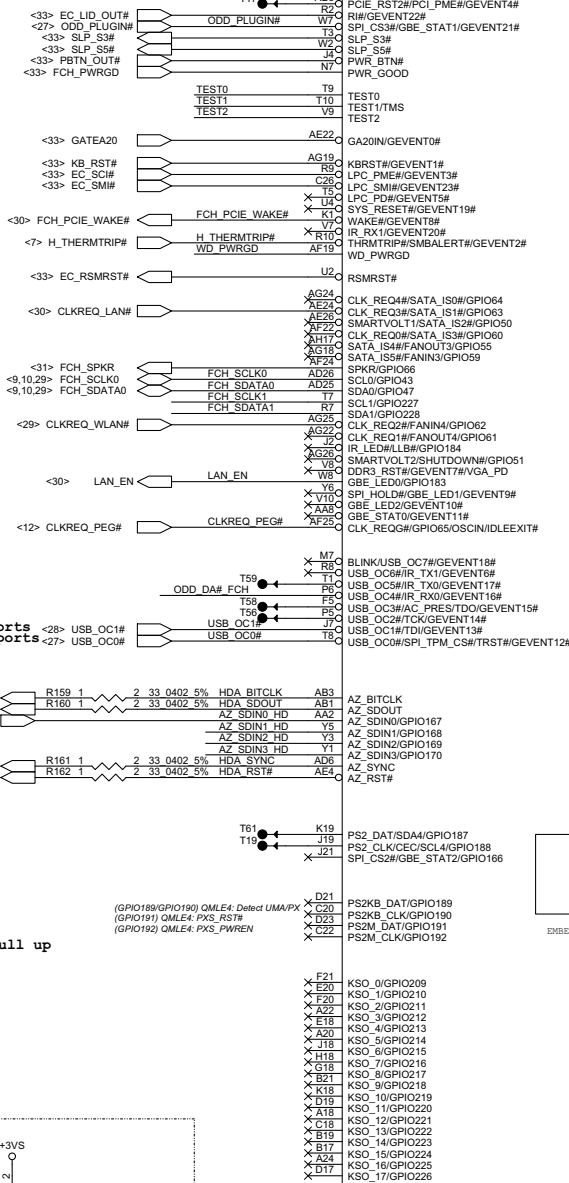 PCIE_RST2#/PCI_PME#/GEVENT4#
<33> EC_LID_OUT# R2 RI#/GEVENT22#
<27> ODD_PLUGIN# ODD_PLUGIN# W7 SPI_CS3#/GBE_STAT1/GEVENT21#
<33> SLP_S3# T3 SLP_S3#
<33> SLP_S5# W2 SLP_S5#
<33> PBTN_OUT# J4 PWR_BTN#
<33> FCH_PWRGD N7 PWR_GOOD
TEST0 T9 TEST0
TEST1 T10 TEST1/TMS
TEST2 V9 TEST2
<33> GATEA20 AE22 GA20IN/GEVENT0#
<33> KB_RST# AG19 KBRST#/GEVENT1#
<33> EC_SCI# R9 LPC_PME#/GEVENT3#
<33> EC_SMI# C26 LPC_SMI#/GEVENT23#
T5 LPC_PD#/GEVENT5#
U4 SYS_RESET#/GEVENT19#
<30> FCH_PCIE_WAKE# FCH_PCIE_WAKE# K1 WAKE#/GEVENT8#
V7 IR_RX1/GEVENT20#
<7> H_THERMTRIP# H_THERMTRIP# R10 THRMTRIP#/SMBALERT#/GEVENT2#
WD_PWRGD AF19 WD_PWRGD
<33> EC_RSMRST# U2 RSMRST#
AG24 CLK_REQ4#/SATA_IS0#/GPIO64
<30> CLKREQ_LAN# AE24 CLK_REQ3#/SATA_IS1#/GPIO63
AE26 SMARTVOLT1/SATA_IS2#/GPIO50
AF22 CLK_REQ0#/SATA_IS3#/GPIO60
AH17 SATA_IS4#/FANOUT3/GPIO55
AG18 SATA_IS5#/FANIN3/GPIO59
<31> FCH_SPKR AF24 SPKR/GPIO66
<9,10,29> FCH_SCLK0 FCH_SCLK0 AD26 SCL0/GPIO43
<9,10,29> FCH_SDATA0 FCH_SDATA0 AD25 SDA0/GPIO47
FCH_SCLK1 T7 SCL1/GPIO227
FCH_SDATA1 R7 SDA1/GPIO228
<29> CLKREQ_WLAN# AG25 CLK_REQ2#/FANIN4/GPIO62
AG22 CLK_REQ1#/FANOUT4/GPIO61
J2 IR_LED#/LLB#/GPIO184
AG26 SMARTVOLT2/SHUTDOWN#/GPIO51
V8 DDR3_RST#/GEVENT7#/VGA_PD
<30> LAN_EN LAN_EN W8 GBE_LED0/GPIO183
Y6 SPI_HOLD#/GBE_LED1/GEVENT9#
V10 GBE_LED2/GEVENT10#
AA8 GBE_STAT0/GEVENT11#
<12> CLKREQ_PEG# CLKREQ_PEG# AF25 CLK_REQG#/GPIO65/OSCIN/IDLEEXIT#
M7 BLINK/USB_OC7#/GEVENT18#
R8 USB_OC6#/IR_TX1/GEVENT6#
T59 T1 USB_OC5#/IR_TX0/GEVENT17#
ODD_DA#_FCH P6 USB_OC4#/IR_RX0/GEVENT16#
T58 F5 USB_OC3#/AC_PRES/TDO/GEVENT15#
T56 P5 USB_OC2#/TCK/GEVENT14#
orts <28> USB_OC1# USB_OC1# J7 USB_OC1#/TDI/GEVENT13#
ports <27> USB_OC0# USB_OC0# T8 USB_OC0#/SPI_TPM_CS#/TRST#/GEVENT12#
R159 1 2 33_0402_5% HDA_BITCLK AB3 AZ_BITCLK
R160 1 2 33_0402_5% HDA_SDOUT AB1 AZ_SDOUT
AZ_SDIN0_HD AA2 AZ_SDIN0/GPIO167
AZ_SDIN1_HD Y5 AZ_SDIN1/GPIO168
AZ_SDIN2_HD Y3 AZ_SDIN2/GPIO169
AZ_SDIN3_HD Y1 AZ_SDIN3/GPIO170
R161 1 2 33_0402_5% HDA_SYNC AD6 AZ_SYNC
R162 1 2 33_0402_5% HDA_RST# AE4 AZ_RST#
T61 K19 PS2_DAT/SDA4/GPIO187
T19 J19 PS2_CLK/CEC/SCL4/GPIO188
J21 SPI_CS2#/GBE_STAT2/GPIO166
D21 PS2KB_DAT/GPIO189
(GPIO189/GPIO190) QMLE4: Detect UMA/PX C20 PS2KB_CLK/GPIO190
(GPIO191) QMLE4: PXS_RST# D23 PS2M_DAT/GPIO191
(GPIO192) QMLE4: PXS_PWREN C22 PS2M_CLK/GPIO192
EMBE
ull up
F21 KSO_0/GPIO209
E20 KSO_1/GPIO210
F20 KSO_2/GPIO211
A22 KSO_3/GPIO212
E18 KSO_4/GPIO213
A20 KSO_5/GPIO214
J18 KSO_6/GPIO215
H18 KSO_7/GPIO216
G18 KSO_8/GPIO217
B21 KSO_9/GPIO218
K18 KSO_10/GPIO219
D19 KSO_11/GPIO220
A18 KSO_12/GPIO221
C18 KSO_13/GPIO222
B19 KSO_14/GPIO223
B17 KSO_15/GPIO224
A24 KSO_16/GPIO225
D17 KSO_17/GPIO226
+3VS
2